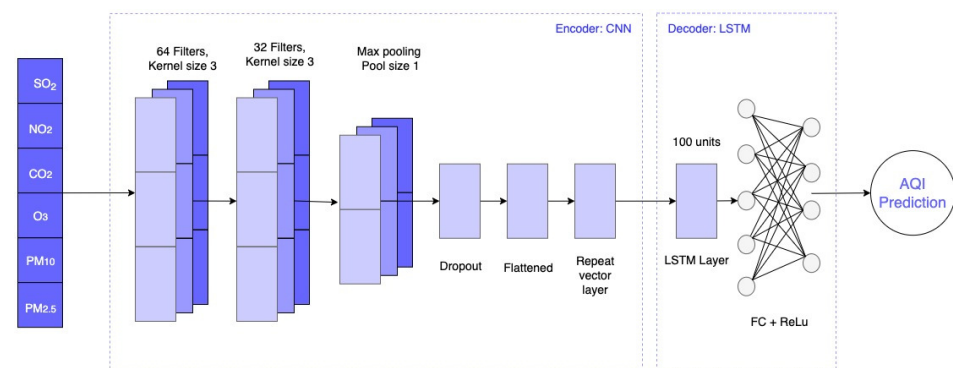 Encoder: CNN
Decoder: LSTM
64 Filters,
Kernel size 3
32 Filters,
Kernel size 3
Max pooling
Pool size 1
SO2
NO2
CO2
O3
PM10
PM2.5
100 units
AQI
Prediction
Dropout
Flattened
Repeat
vector
layer
LSTM Layer
FC + ReLu